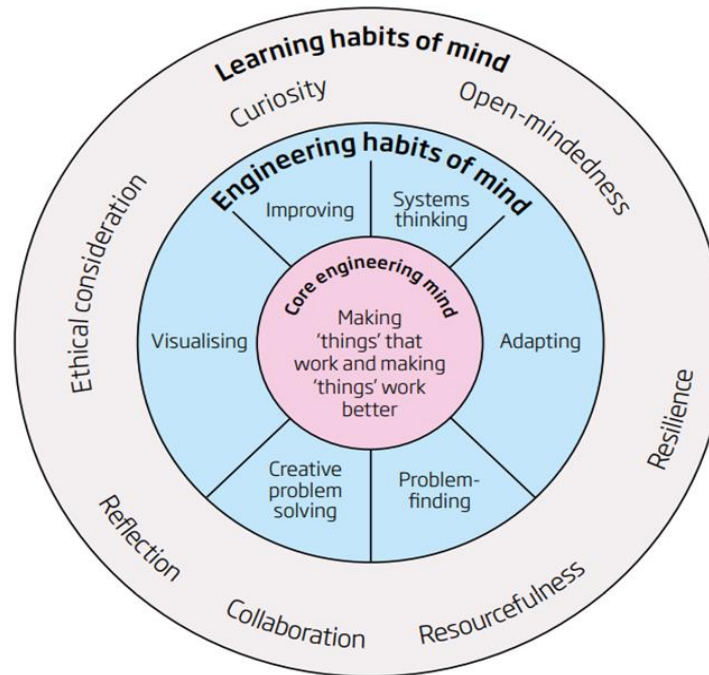 Learning habits of mind
Curiosity
Open-mindedness
Ethical consideration
Resilience
Reflection
Collaboration
Resourcefulness
Engineering habits of mind
Improving
Systems
thinking
Visualising
Adapting
Creative
problem
solving
Problem-
finding
Core engineering mind
Making
'things' that
work and making
'things' work
better